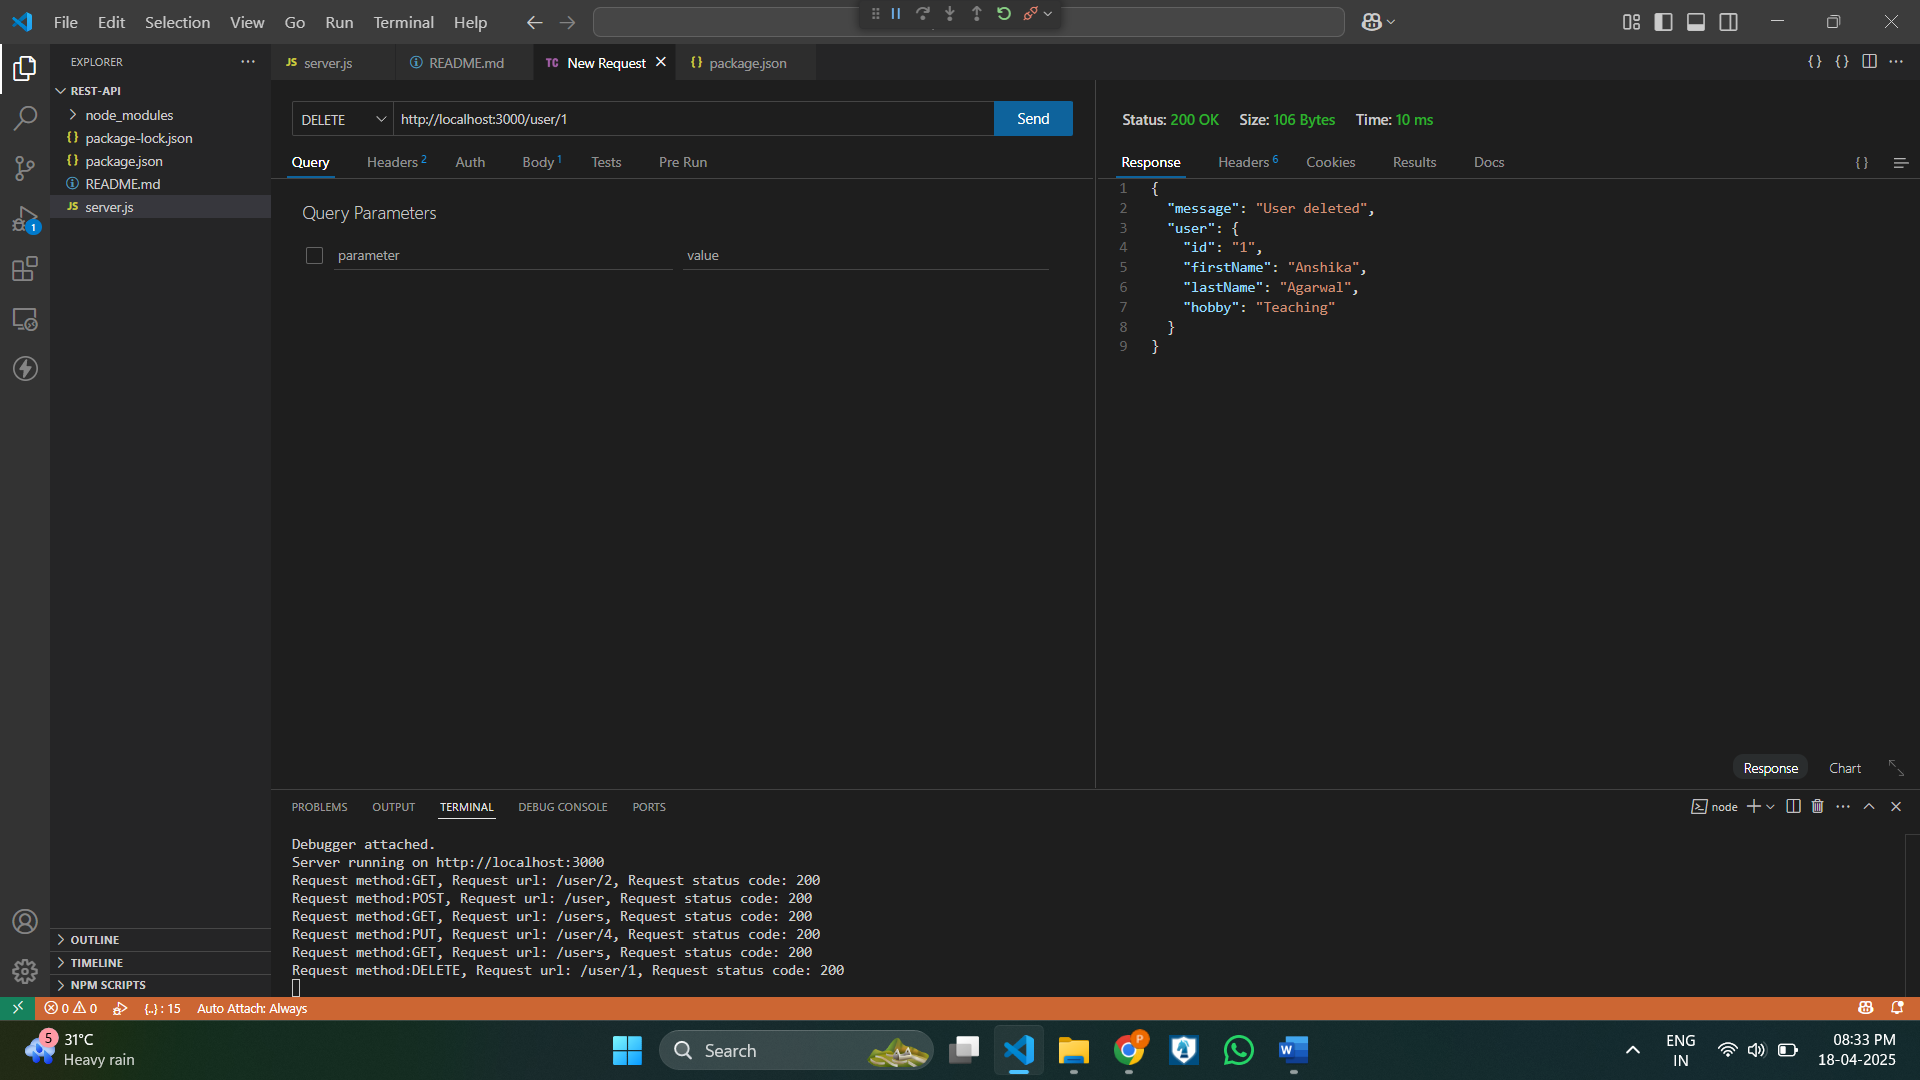 File Edit Selection View Go Run Terminal Help
EXPLORER
REST-API
node_modules
{} package-lock.json
{} package.json
README.md
JS server.js
OUTLINE
TIMELINE
NPM SCRIPTS
JS server.js
README.md
TC New Request
{} package.json
DELETE
http://localhost:3000/user/1
Send
Query Headers 2 Auth Body 1 Tests Pre Run
Query Parameters
parameter value
Status: 200 OK Size: 106 Bytes Time: 10 ms
Response Headers 6 Cookies Results Docs
{}
1 {
2 "message": "User deleted",
3 "user": {
4 "id": "1",
5 "firstName": "Anshika",
6 "lastName": "Agarwal",
7 "hobby": "Teaching"
8 }
9 }
Response Chart
PROBLEMS OUTPUT TERMINAL DEBUG CONSOLE PORTS
node
Debugger attached.
Server running on http://localhost:3000
Request method:GET, Request url: /user/2, Request status code: 200
Request method:POST, Request url: /user, Request status code: 200
Request method:GET, Request url: /users, Request status code: 200
Request method:PUT, Request url: /user/4, Request status code: 200
Request method:GET, Request url: /users, Request status code: 200
Request method:DELETE, Request url: /user/1, Request status code: 200
1
0 0 {..} : 15 Auto Attach: Always
5
31°C
Heavy rain
Search
P
W
ENG
IN
08:33 PM
18-04-2025